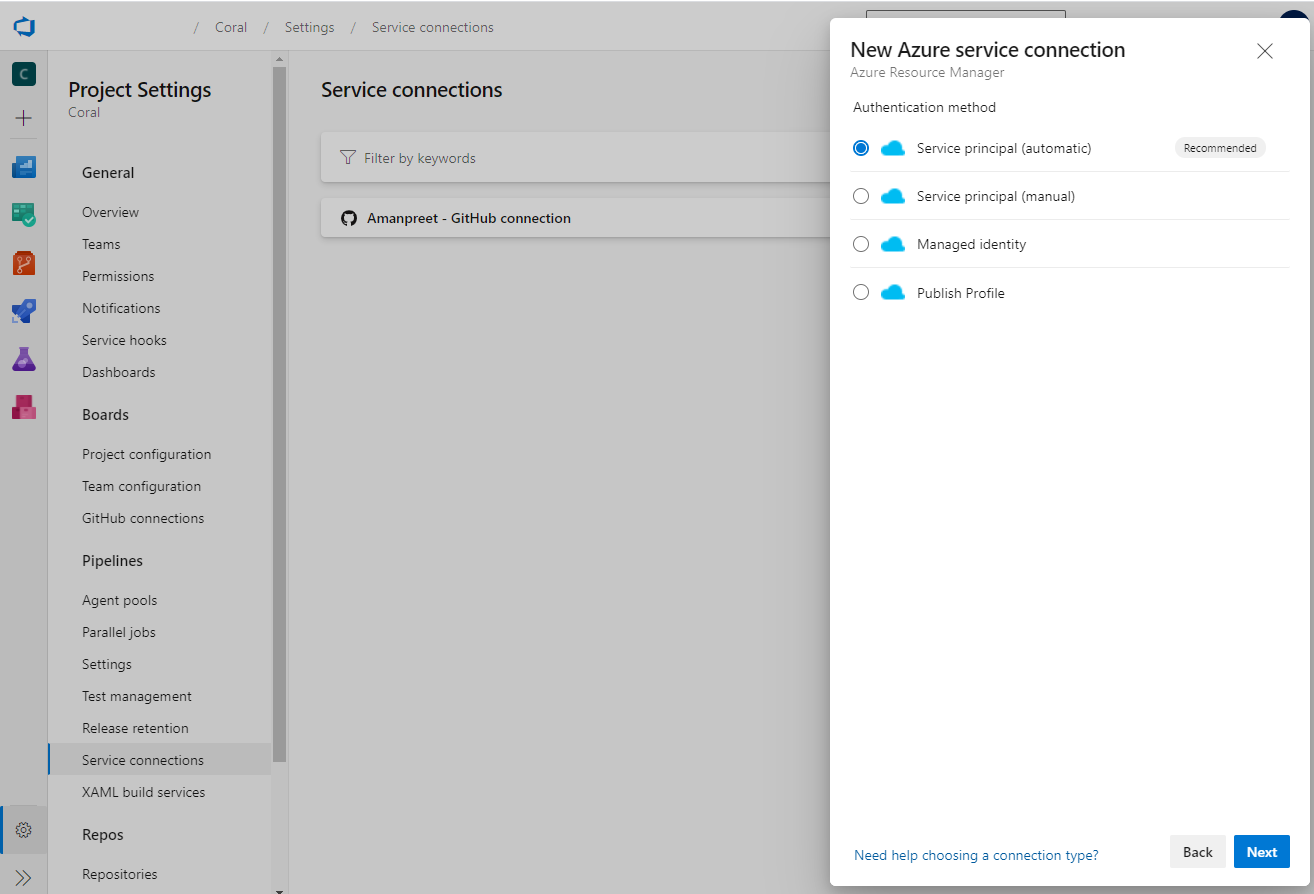 / Coral / Settings / Service connections
C
Project Settings
Coral
General
Overview
Teams
Permissions
Notifications
Service hooks
Dashboards
Boards
Project configuration
Team configuration
GitHub connections
Pipelines
Agent pools
Parallel jobs
Settings
Test management
Release retention
Service connections
XAML build services
Repos
Repositories
Service connections
Filter by keywords
Amanpreet - GitHub connection
New Azure service connection
Azure Resource Manager
Authentication method
Service principal (automatic) Recommended
Service principal (manual)
Managed identity
Publish Profile
Need help choosing a connection type? Back Next